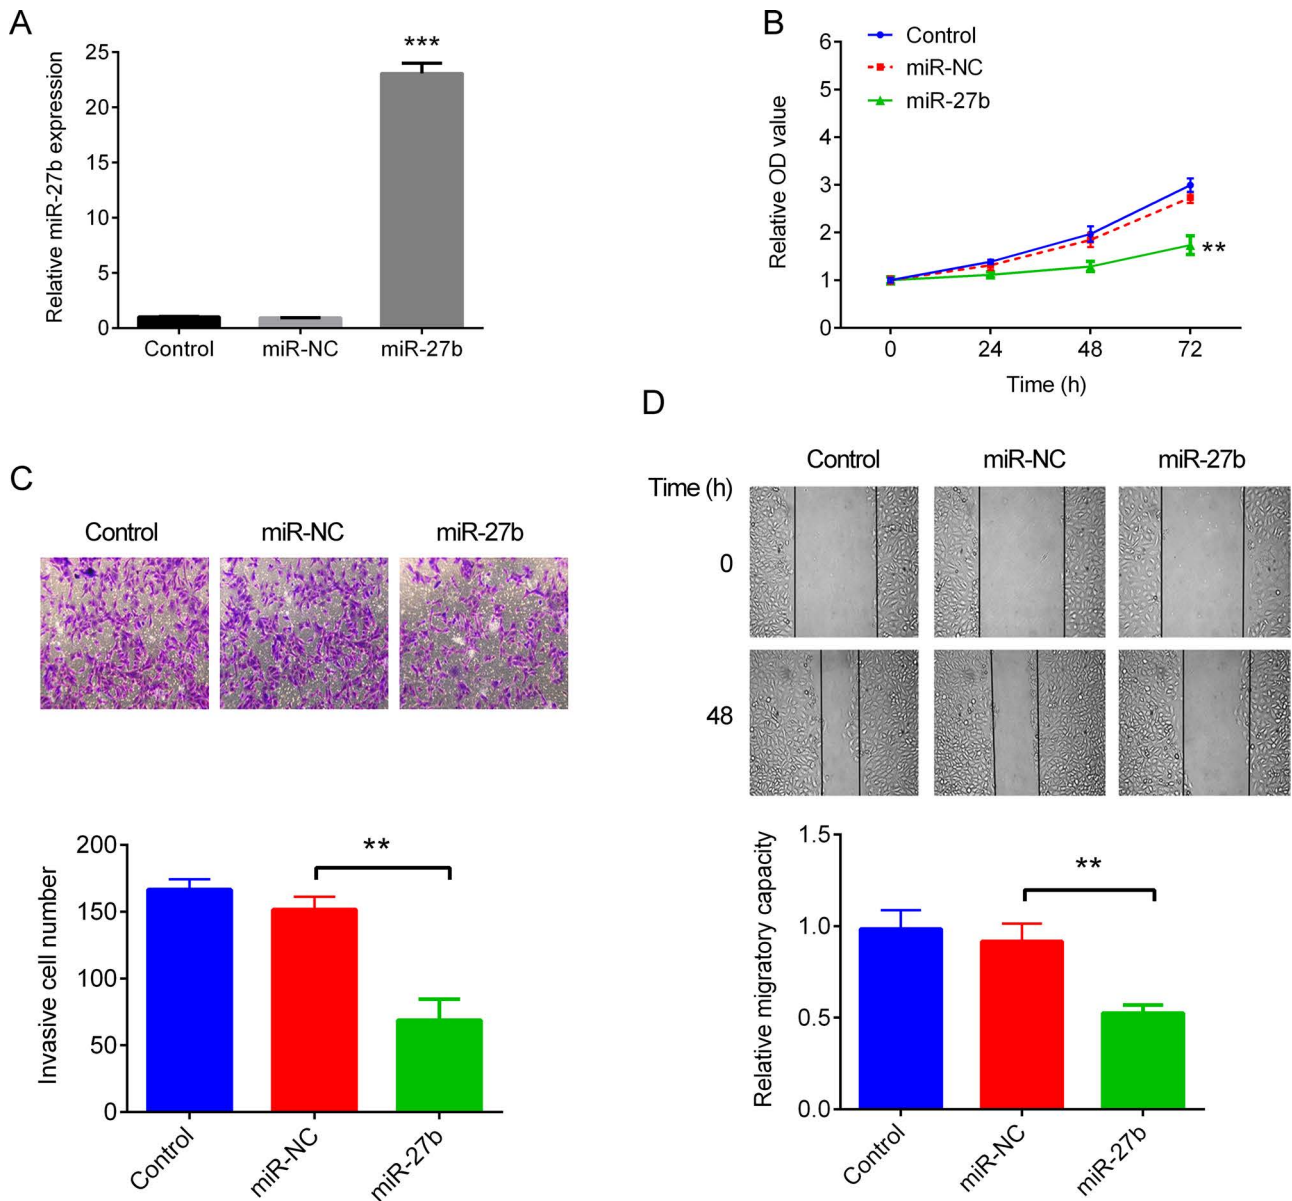 A
Relative miR-27b expression
25
20
15
10
5
0
***
Control
miR-NC
miR-27b
B
Relative OD value
6
5
4
3
2
1
0
Control
miR-NC
miR-27b
**
0
24
48
72
Time (h)
C
Control
miR-NC
miR-27b
Invasive cell number
200
150
100
50
0
**
Control
miR-NC
miR-27b
D
Control
miR-NC
miR-27b
Time (h)
0
48
Relative migratory capacity
1.5
1.0
0.5
0.0
**
Control
miR-NC
miR-27b